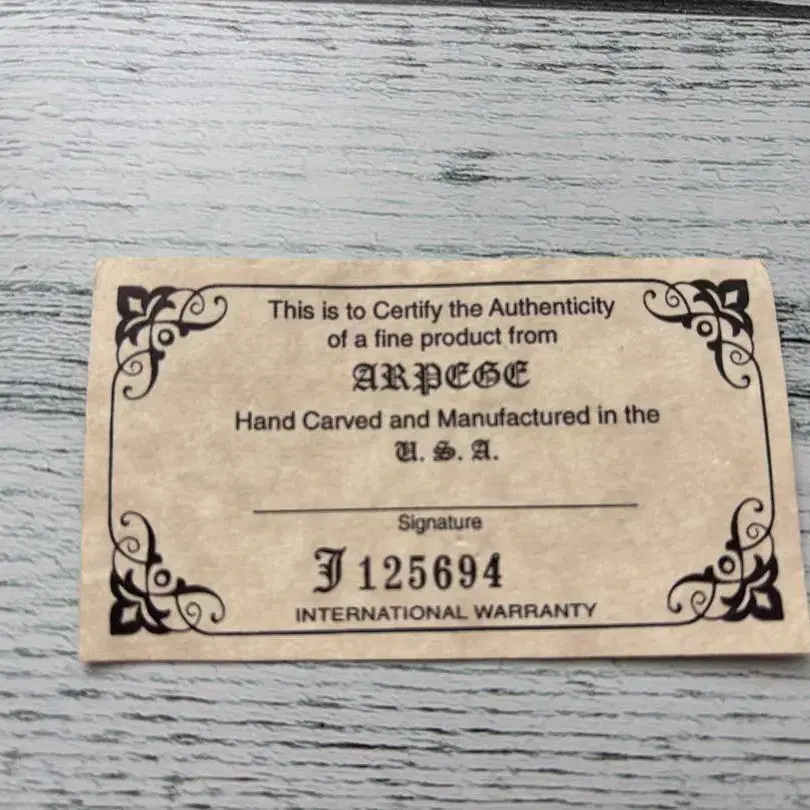 This is to Certify the Authenticity
of a fine product from
ARPEGE
Hand Carved and Manufactured in the
U. S. A.
Signature
J 125694
INTERNATIONAL WARRANTY